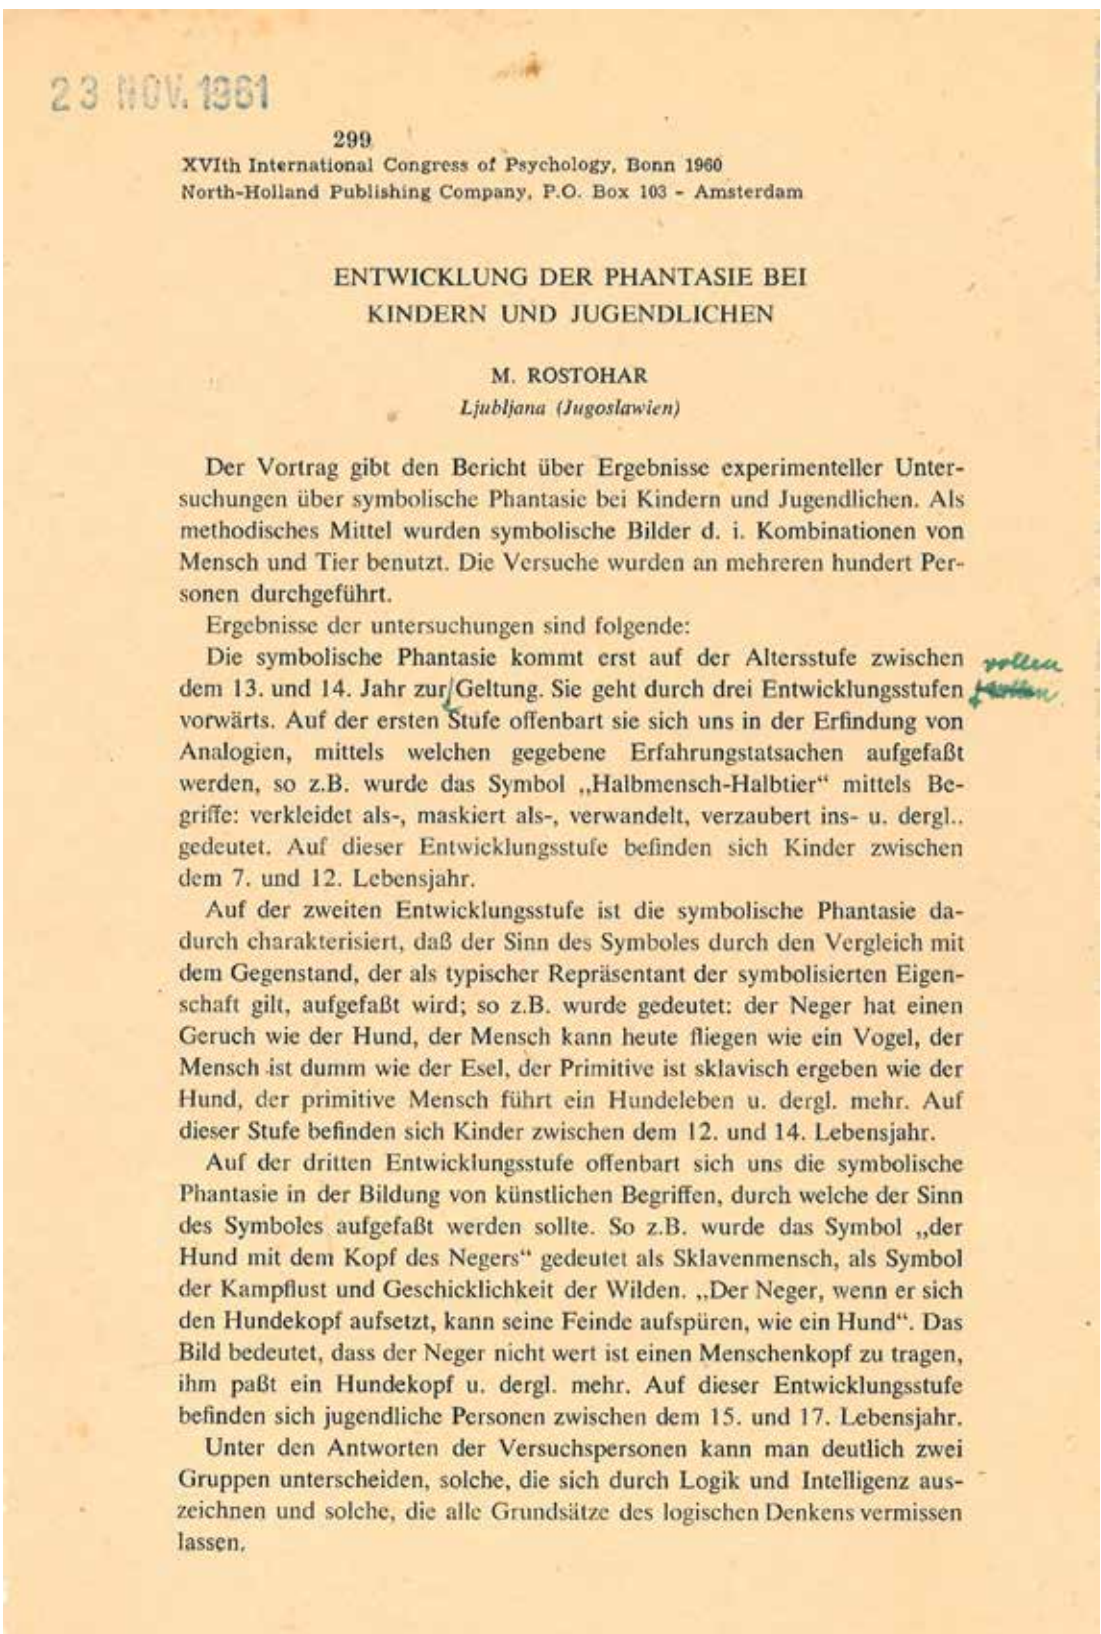 23 NOV. 1961
299
XVIth International Congress of Psychology, Bonn 1960
North-Holland Publishing Company, P.O. Box 103 - Amsterdam
ENTWICKLUNG DER PHANTASIE BEI
KINDERN UND JUGENDLICHEN
M. ROSTOHAR
Ljubljana (Jugoslawien)
Der Vortrag gibt den Bericht über Ergebnisse experimenteller Unter-
suchungen über symbolische Phantasie bei Kindern und Jugendlichen. Als
methodisches Mittel wurden symbolische Bilder d. i. Kombinationen von
Mensch und Tier benutzt. Die Versuche wurden an mehreren hundert Per-
sonen durchgeführt.
Ergebnisse der untersuchungen sind folgende:
Die symbolische Phantasie kommt erst auf der Altersstufe zwischen vollen
dem 13. und 14. Jahr zur Geltung. Sie geht durch drei Entwicklungsstufen
vorwärts. Auf der ersten Stufe offenbart sie sich uns in der Erfindung von
Analogien, mittels welchen gegebene Erfahrungstatsachen aufgefaßt
werden, so z.B. wurde das Symbol „Halbmensch-Halbtier“ mittels Be-
griffe: verkleidet als-, maskiert als-, verwandelt, verzaubert ins- u. dergl..
gedeutet. Auf dieser Entwicklungsstufe befinden sich Kinder zwischen
dem 7. und 12. Lebensjahr.
Auf der zweiten Entwicklungsstufe ist die symbolische Phantasie da-
durch charakterisiert, daß der Sinn des Symboles durch den Vergleich mit
dem Gegenstand, der als typischer Repräsentant der symbolisierten Eigen-
schaft gilt, aufgefaßt wird; so z.B. wurde gedeutet: der Neger hat einen
Geruch wie der Hund, der Mensch kann heute fliegen wie ein Vogel, der
Mensch ist dumm wie der Esel, der Primitive ist sklavisch ergeben wie der
Hund, der primitive Mensch führt ein Hundeleben u. dergl. mehr. Auf
dieser Stufe befinden sich Kinder zwischen dem 12. und 14. Lebensjahr.
Auf der dritten Entwicklungsstufe offenbart sich uns die symbolische
Phantasie in der Bildung von künstlichen Begriffen, durch welche der Sinn
des Symboles aufgefaßt werden sollte. So z.B. wurde das Symbol „der
Hund mit dem Kopf des Negers“ gedeutet als Sklavenmensch, als Symbol
der Kampflust und Geschicklichkeit der Wilden. „Der Neger, wenn er sich
den Hundekopf aufsetzt, kann seine Feinde aufspüren, wie ein Hund“. Das
Bild bedeutet, dass der Neger nicht wert ist einen Menschenkopf zu tragen,
ihm paßt ein Hundekopf u. dergl. mehr. Auf dieser Entwicklungsstufe
befinden sich jugendliche Personen zwischen dem 15. und 17. Lebensjahr.
Unter den Antworten der Versuchspersonen kann man deutlich zwei
Gruppen unterscheiden, solche, die sich durch Logik und Intelligenz aus-
zeichnen und solche, die alle Grundsätze des logischen Denkens vermissen
lassen.